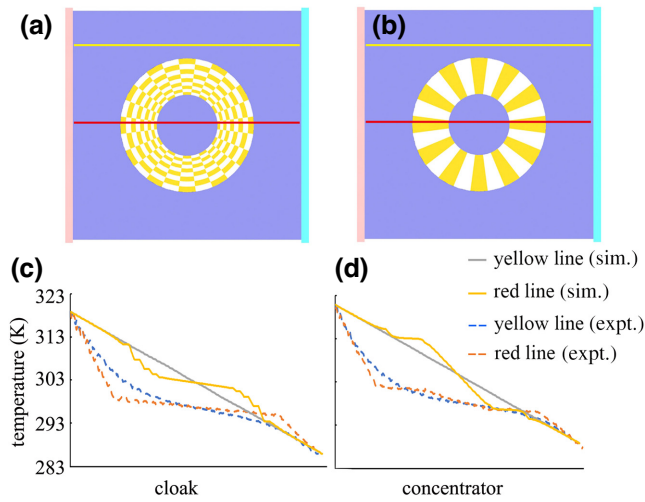 (a)
(b)
(c)
(d)
yellow line (sim.)
red line (sim.)
yellow line (expt.)
red line (expt.)
temperature (K)
323
313
303
293
283
cloak
concentrator